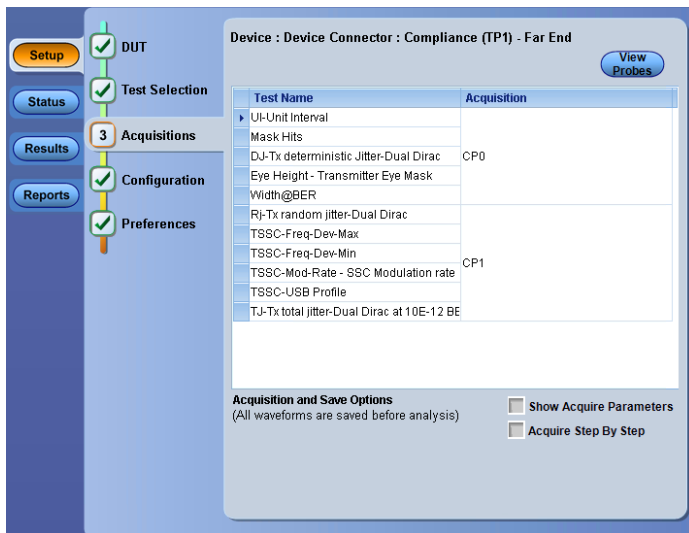 Setup
Status
Results
Reports
DUT
Test Selection
3 Acquisitions
Configuration
Preferences
Device : Device Connector : Compliance (TP1) - Far End
View Probes
Test Name Acquisition
UI-Unit Interval
Mask Hits
DJ-Tx deterministic Jitter-Dual Dirac CP0
Eye Height - Transmitter Eye Mask
Width@BER
Rj-Tx random jitter-Dual Dirac
TSSC-Freq-Dev-Max
TSSC-Freq-Dev-Min
TSSC-Mod-Rate - SSC Modulation rate CP1
TSSC-USB Profile
TJ-Tx total jitter-Dual Dirac at 10E-12 BE
Acquisition and Save Options
(All waveforms are saved before analysis)
Show Acquire Parameters
Acquire Step By Step